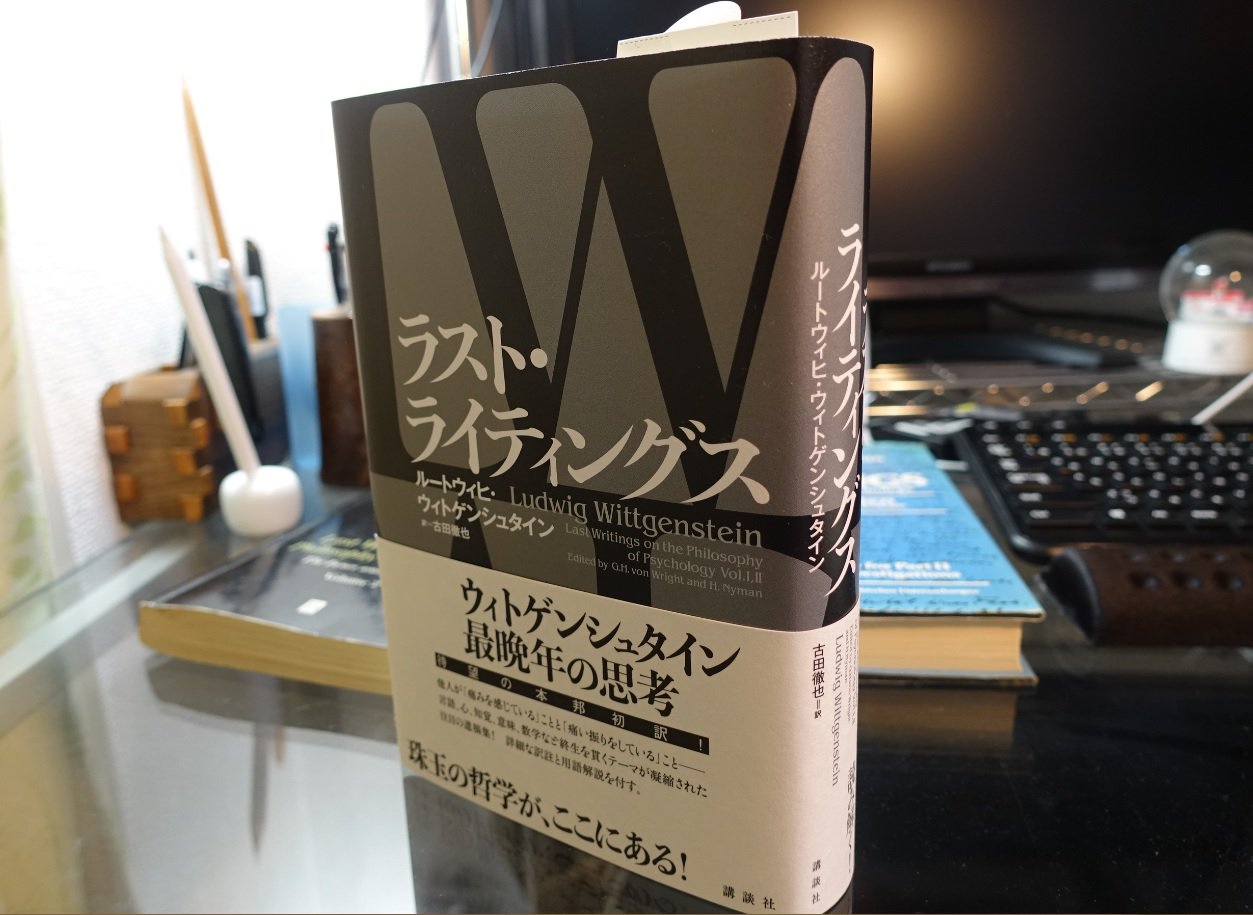 ラスト・
ライティングス
ルートウィヒ・
ウィトゲンシュタイン
訳=古田徹也
Ludwig Wittgenstein
Last Writings on the Philosophy
of Psychology Vol.I,II
Edited by G.H. von Wright and H. Nyman
ウィトゲンシュタイン
最晩年の思考
待望の本邦初訳!
他人が「痛みを感じている」ことと「痛い振りをしている」こと――
言語、心、知覚、意味、数学など終生を貫くテーマが凝縮された
注目の遺稿集! 詳細な訳註と用語解説を付す。
珠玉の哲学が、ここにある!
講談社
ライティングス
ルートウィヒ・ウィトゲンシュタイン
古田徹也=訳
Ludwig Wittgenstein
講談社
for Part II